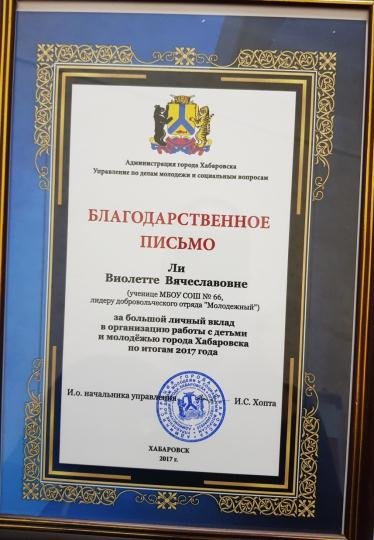 Администрация города Хабаровска
Управление по делам молодежи и социальным вопросам
БЛАГОДАРСТВЕННОЕ
ПИСЬМО
Ли
Виолетте Вячеславовне
(ученице МБОУ СОШ № 66,
лидеру добровольческого отряда "Молодежный")
за большой личный вклад
в организацию работы с детьми
и молодёжью города Хабаровска
по итогам 2017 года
И.о. начальника управления И.С. Хопта
ХАБАРОВСК
2017 г.